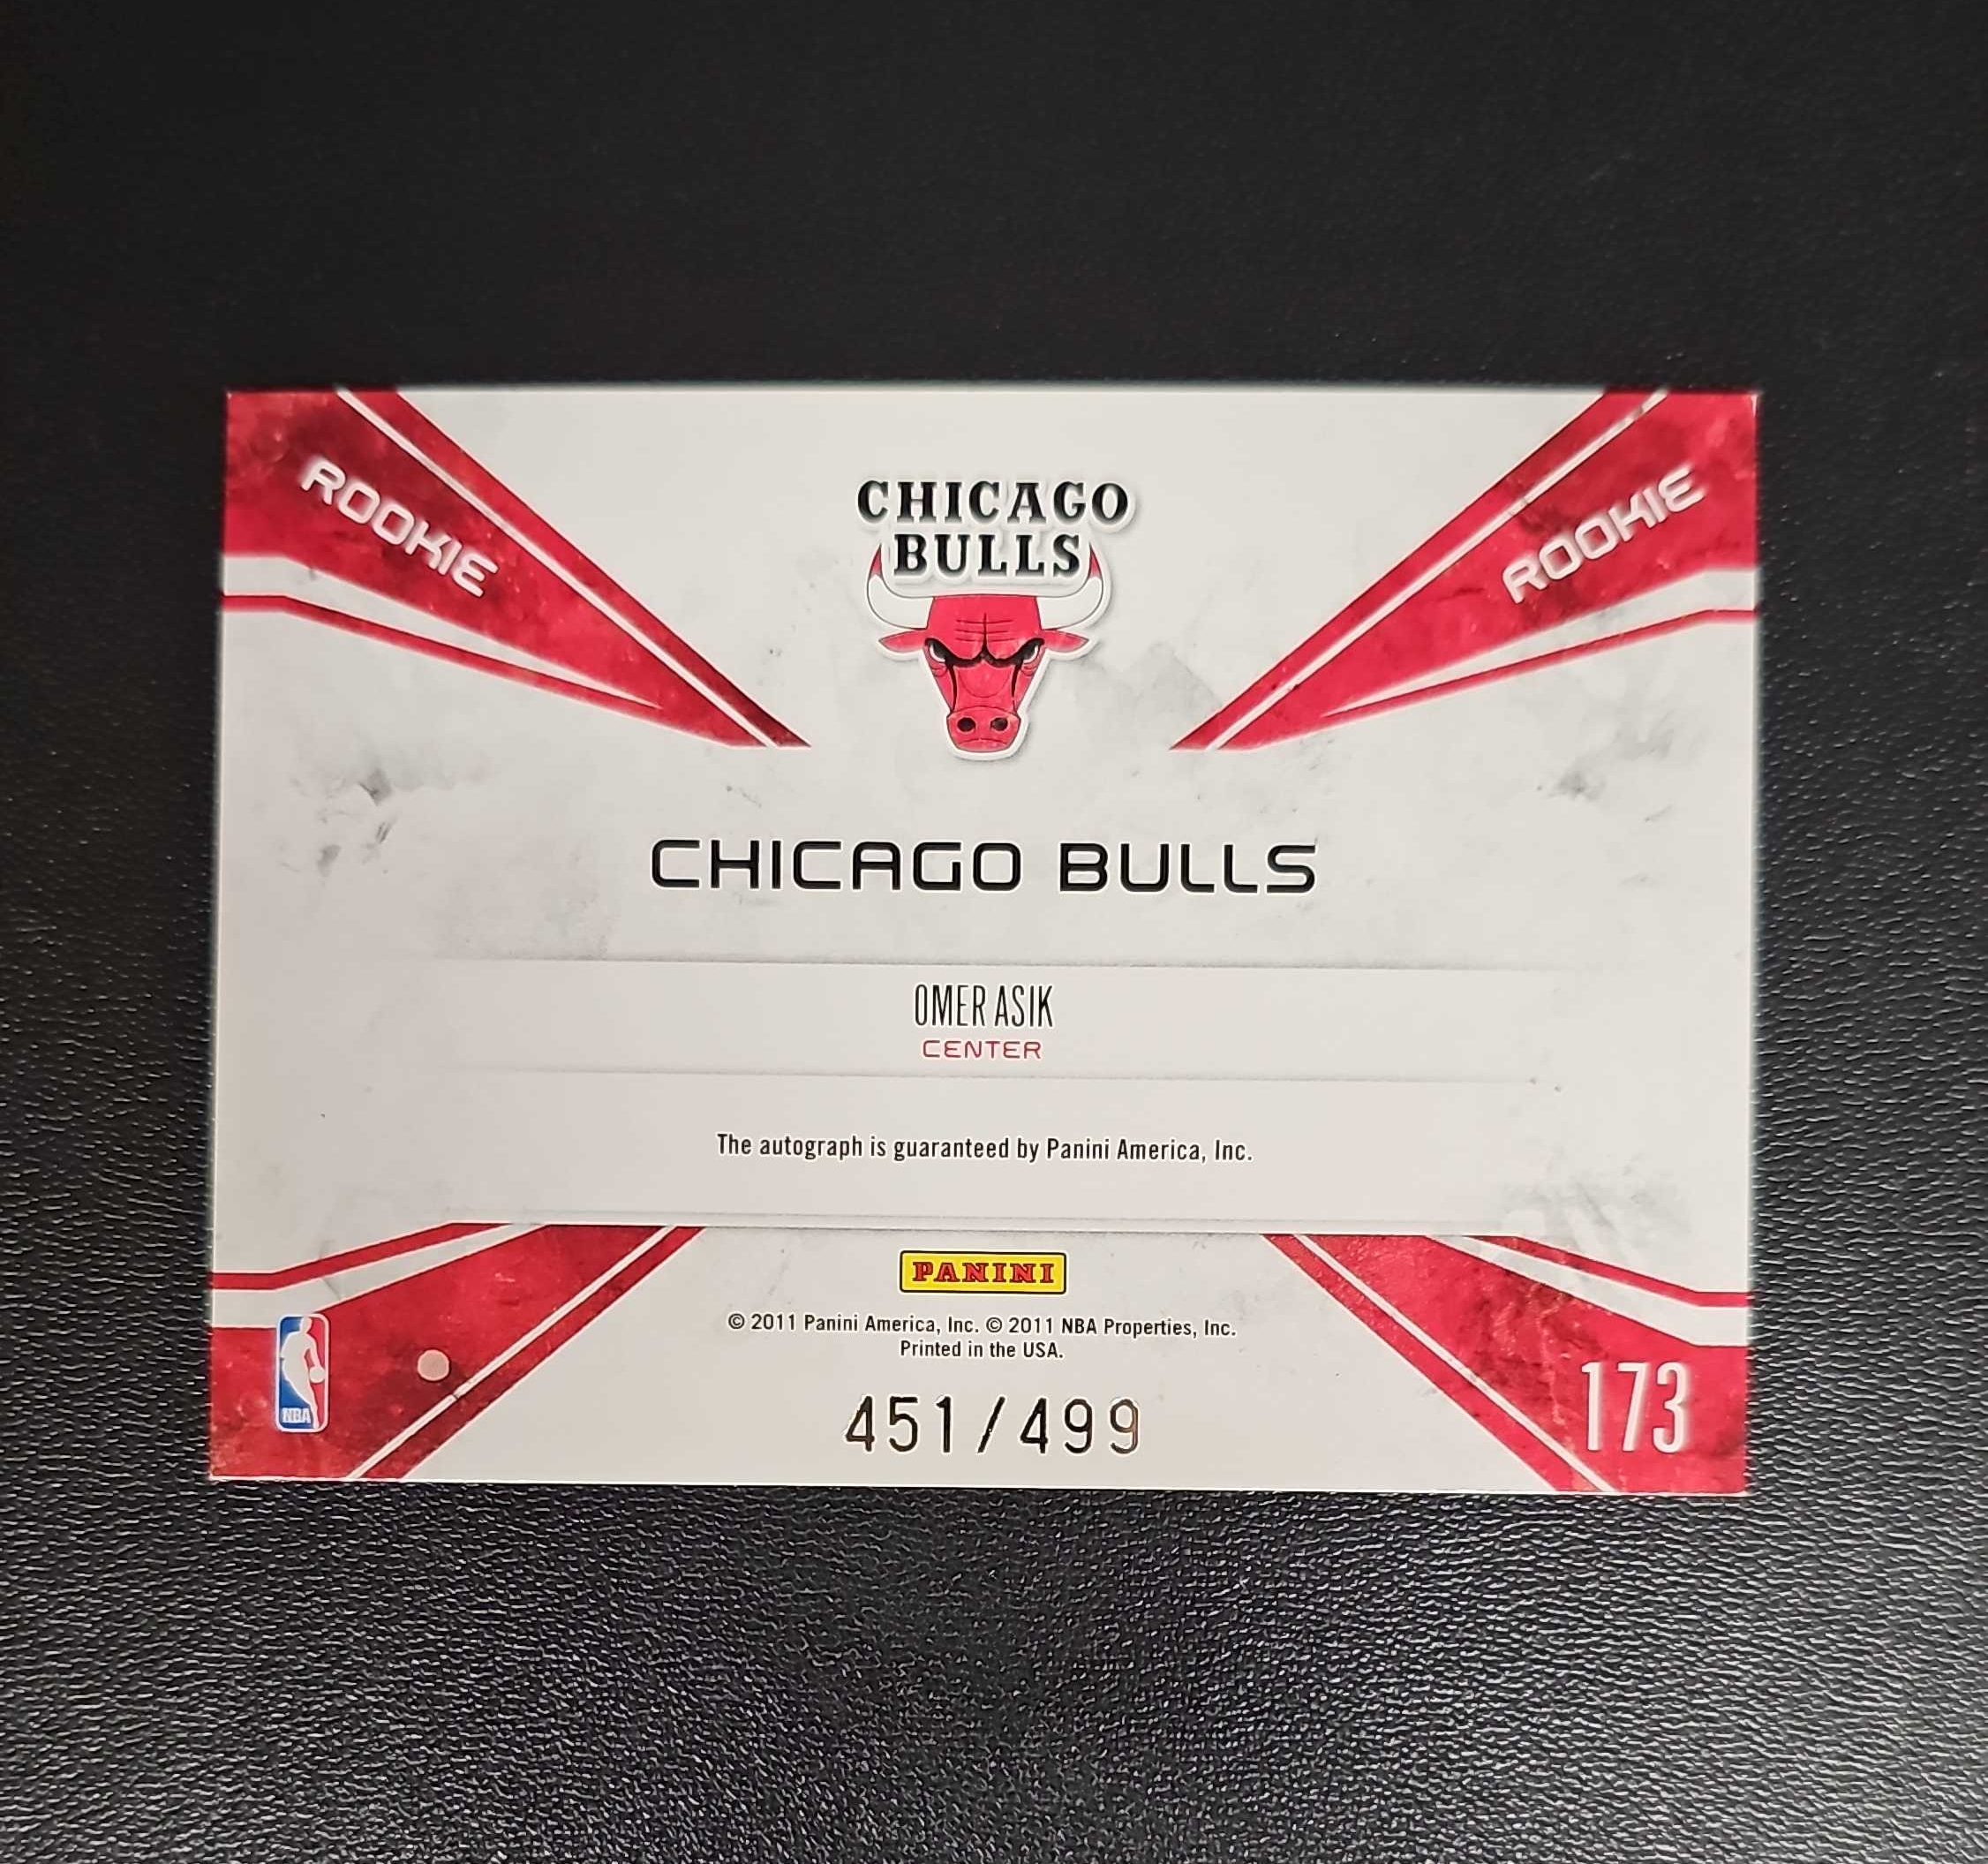 ROOKIE
ROOKIE
CHICAGO
BULLS
CHICAGO BULLS
OMER ASIK
CENTER
The autograph is guaranteed by Panini America, Inc.
PANINI
© 2011 Panini America, Inc. © 2011 NBA Properties, Inc.
Printed in the USA.
NBA
451/499
173